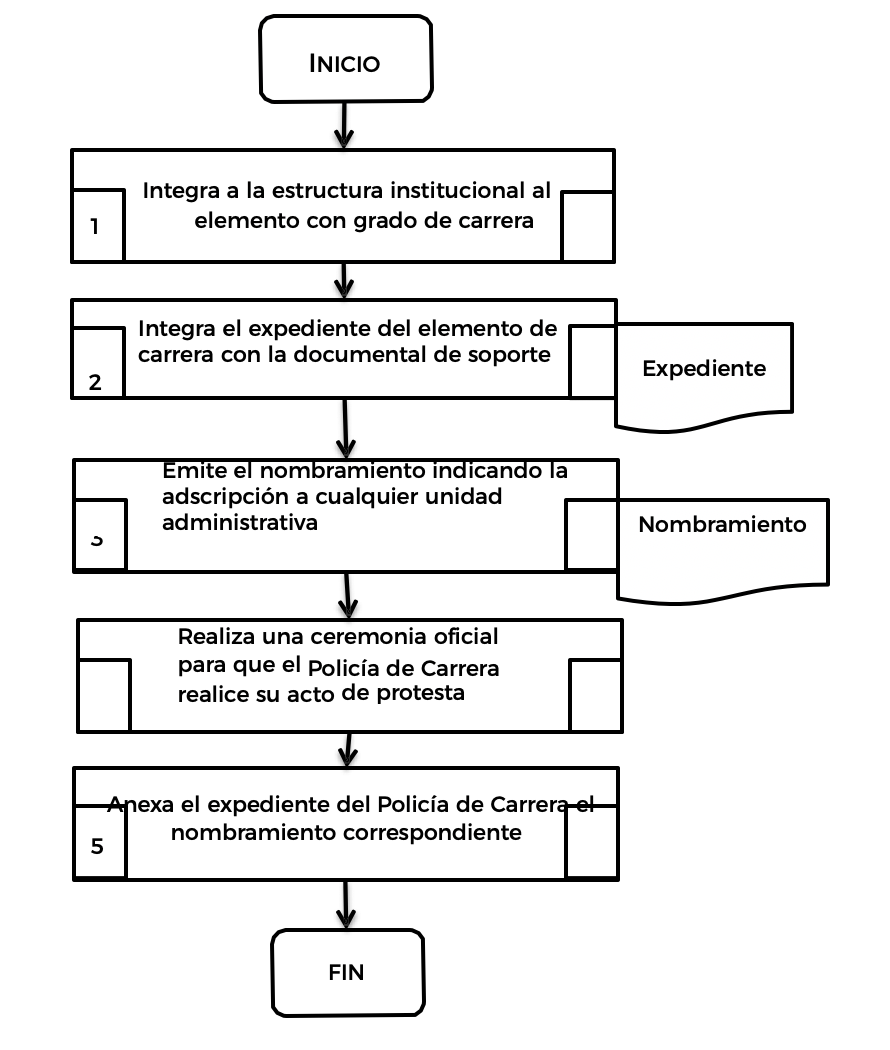 INICIO
Integra a la estructura institucional al
elemento con grado de carrera
1
Integra el expediente del elemento de
carrera con la documental de soporte
2
Expediente
Emite el nombramiento indicando la
adscripción a cualquier unidad
administrativa
3
Nombramiento
Realiza una ceremonia oficial
para que el Policía de Carrera
realice su acto de protesta
Anexa el expediente del Policía de Carrera el
nombramiento correspondiente
5
FIN